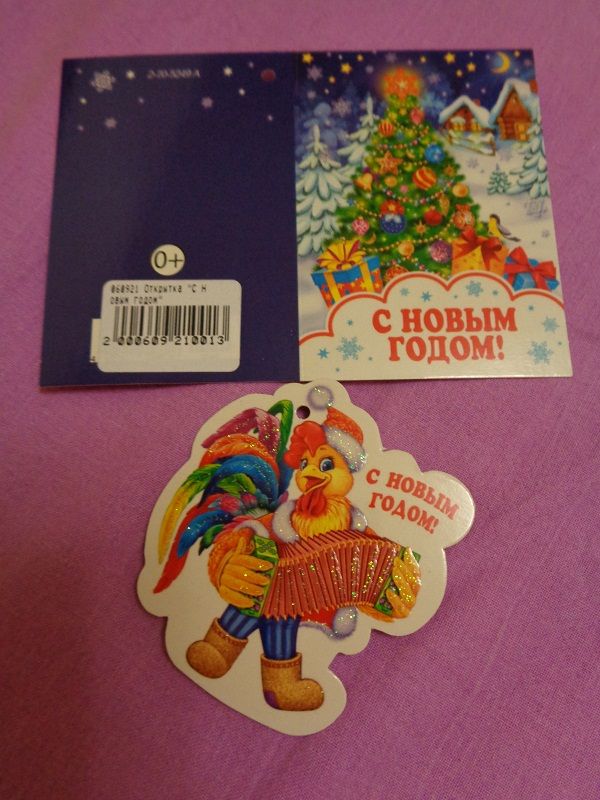 0+
060921 Открытка "С Н
овым годом"
2 000609 210013
С НОВЫМ
ГОДОМ!
С НОВЫМ
ГОДОМ!